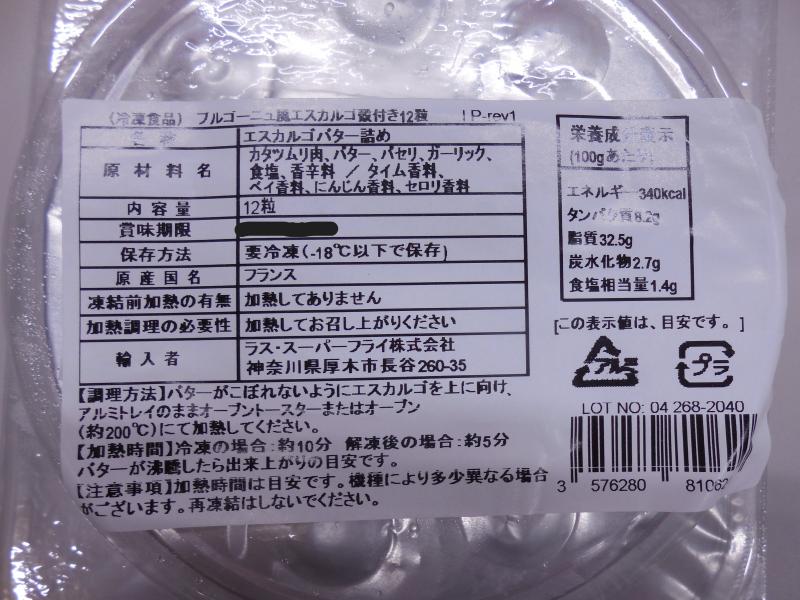 (冷凍食品) ブルゴーニュ風エスカルゴ殻付き12粒 LP-rev1
名称 エスカルゴバター詰め
原材料名 カタツムリ肉、バター、パセリ、ガーリック、
食塩、香辛料 / タイム香料、
ベイ香料、にんじん香料、セロリ香料
内容量 12粒
賞味期限
保存方法 要冷凍(-18℃以下で保存)
原産国名 フランス
凍結前加熱の有無 加熱してありません
加熱調理の必要性 加熱してお召し上がりください
輸入者 ラス・スーパーフライ株式会社
神奈川県厚木市長谷260-35
【調理方法】バターがこぼれないようにエスカルゴを上に向け、
アルミトレイのままオーブントースターまたはオーブン
(約200℃)にて加熱してください。
【加熱時間】冷凍の場合:約10分 解凍後の場合:約5分
バターが沸騰したら出来上がりの目安です。
【注意事項】加熱時間は目安です。機種により多少異なる場合
がございます。再凍結はしないでください。
栄養成分表示
(100gあたり)
エネルギー 340kcal
タンパク質8.2g
脂質32.5g
炭水化物2.7g
食塩相当量1.4g
[この表示値は、目安です。]
アルミ プラ
LOT NO: 04 268-2040
3 576280